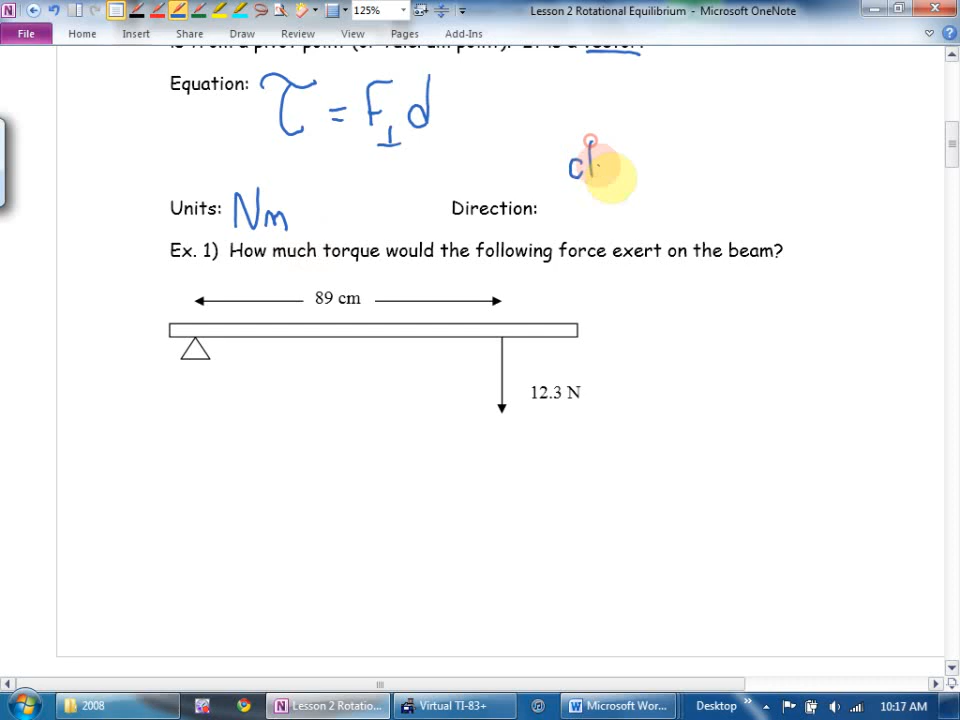 125%
Lesson 2 Rotational Equilibrium - Microsoft OneNote
File Home Insert Share Draw Review View Pages Add-Ins
Equation: τ = F⊥d
cl
Units: Nm Direction:
Ex. 1) How much torque would the following force exert on the beam?
89 cm
12.3 N
2008 Lesson 2 Rotatio... Virtual TI-83+ Microsoft Wor... Desktop 10:17 AM